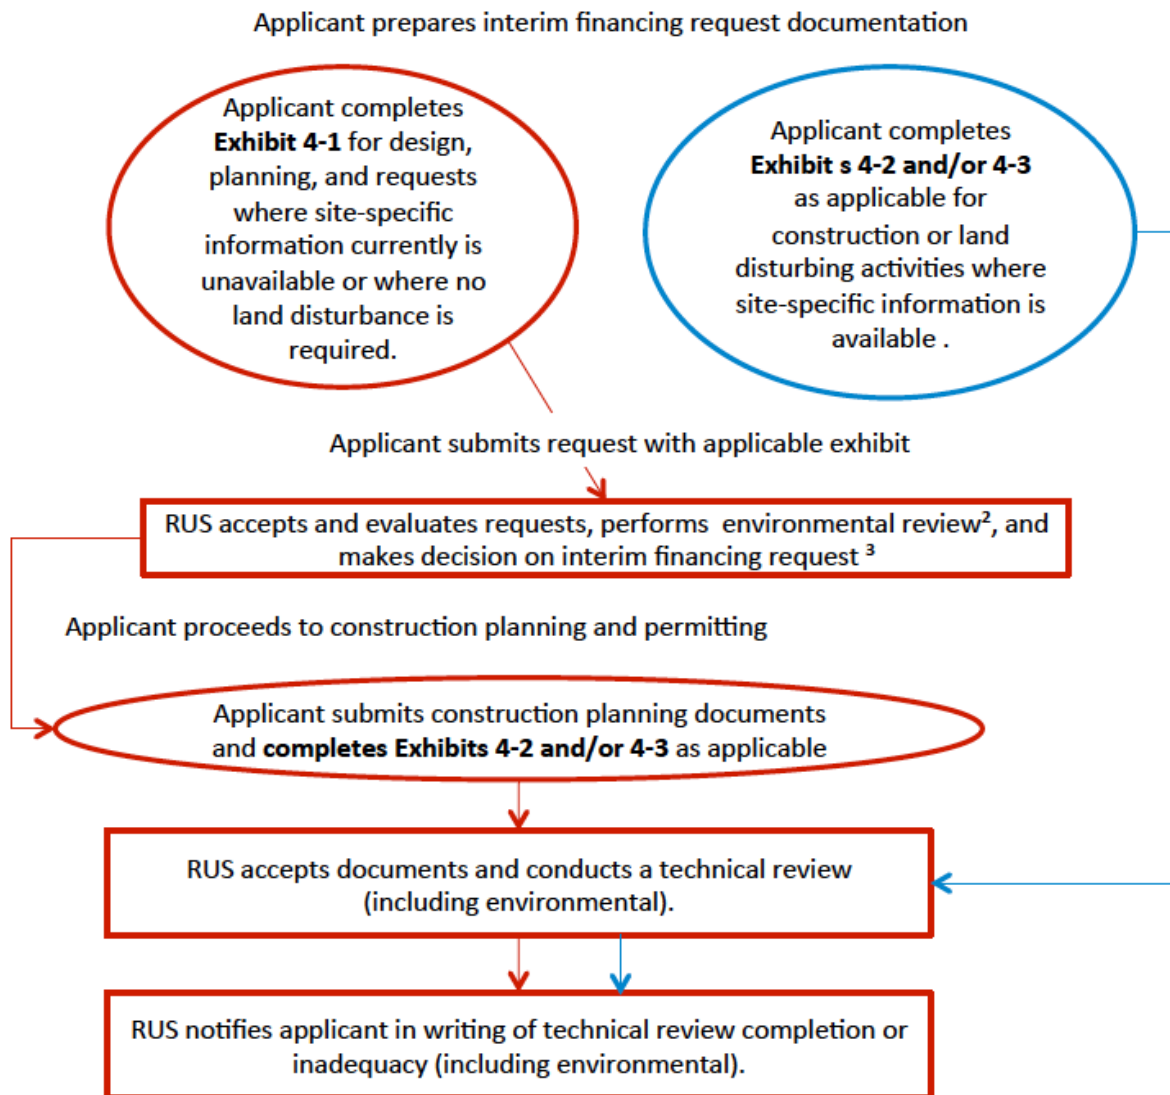 Applicant prepares interim financing request documentation
Applicant completes
Exhibit 4-1 for design,
planning, and requests
where site-specific
information currently is
unavailable or where no
land disturbance is
required.
Applicant completes
Exhibit s 4-2 and/or 4-3
as applicable for
construction or land
disturbing activities where
site-specific information is
available .
Applicant submits request with applicable exhibit
RUS accepts and evaluates requests, performs environmental review², and
makes decision on interim financing request ³
Applicant proceeds to construction planning and permitting
Applicant submits construction planning documents
and completes Exhibits 4-2 and/or 4-3 as applicable
RUS accepts documents and conducts a technical review
(including environmental).
RUS notifies applicant in writing of technical review completion or
inadequacy (including environmental).